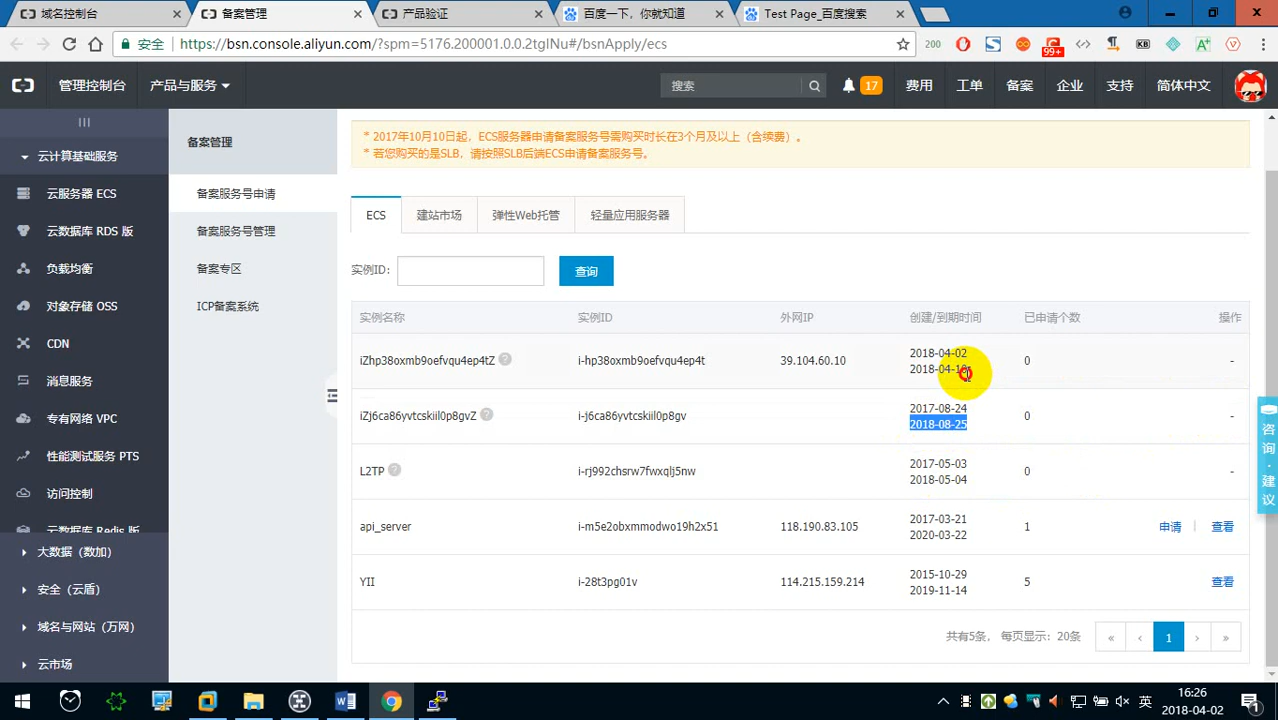 域名控制台
备案管理
产品验证
百度一下，你就知道
Test Page_百度搜索
安全
https://bsn.console.aliyun.com/?spm=5176.200001.0.0.2tglNu#/bsnApply/ecs
200
99+
KB
管理控制台
产品与服务
搜索
17
费用
工单
备案
企业
支持
简体中文
云计算基础服务
云服务器 ECS
云数据库 RDS 版
负载均衡
对象存储 OSS
CDN
消息服务
专有网络 VPC
性能测试服务 PTS
访问控制
云数据库 Redis 版
大数据（数加）
安全（云盾）
域名与网站（万网）
云市场
备案管理
备案服务号申请
备案服务号管理
备案专区
ICP备案系统
* 2017年10月10日起，ECS服务器申请备案服务号需购买时长在3个月及以上（含续费）。
* 若您购买的是SLB，请按照SLB后端ECS申请备案服务号。
ECS
建站市场
弹性Web托管
轻量应用服务器
实例ID:
查询
实例名称 实例ID 外网IP 创建/到期时间 已申请个数 操作
iZhp38oxmb9oefvqu4ep4tZ i-hp38oxmb9oefvqu4ep4t 39.104.60.10 2018-04-02 0 -
2018-04-10
iZj6ca86yvtcskiil0p8gvZ i-j6ca86yvtcskiil0p8gv 2017-08-24 0 -
2018-08-25
L2TP i-rj992chsrw7fwxqlj5nw 2017-05-03 0 -
2018-05-04
api_server i-m5e2obxmmodwo19h2x51 118.190.83.105 2017-03-21 1 申请 | 查看
2020-03-22
YII i-28t3pg01v 114.215.159.214 2015-10-29 5 查看
2019-11-14
共有5条， 每页显示：20条 « ‹ 1 › »
咨询·建议
英
16:26
2018-04-02
1